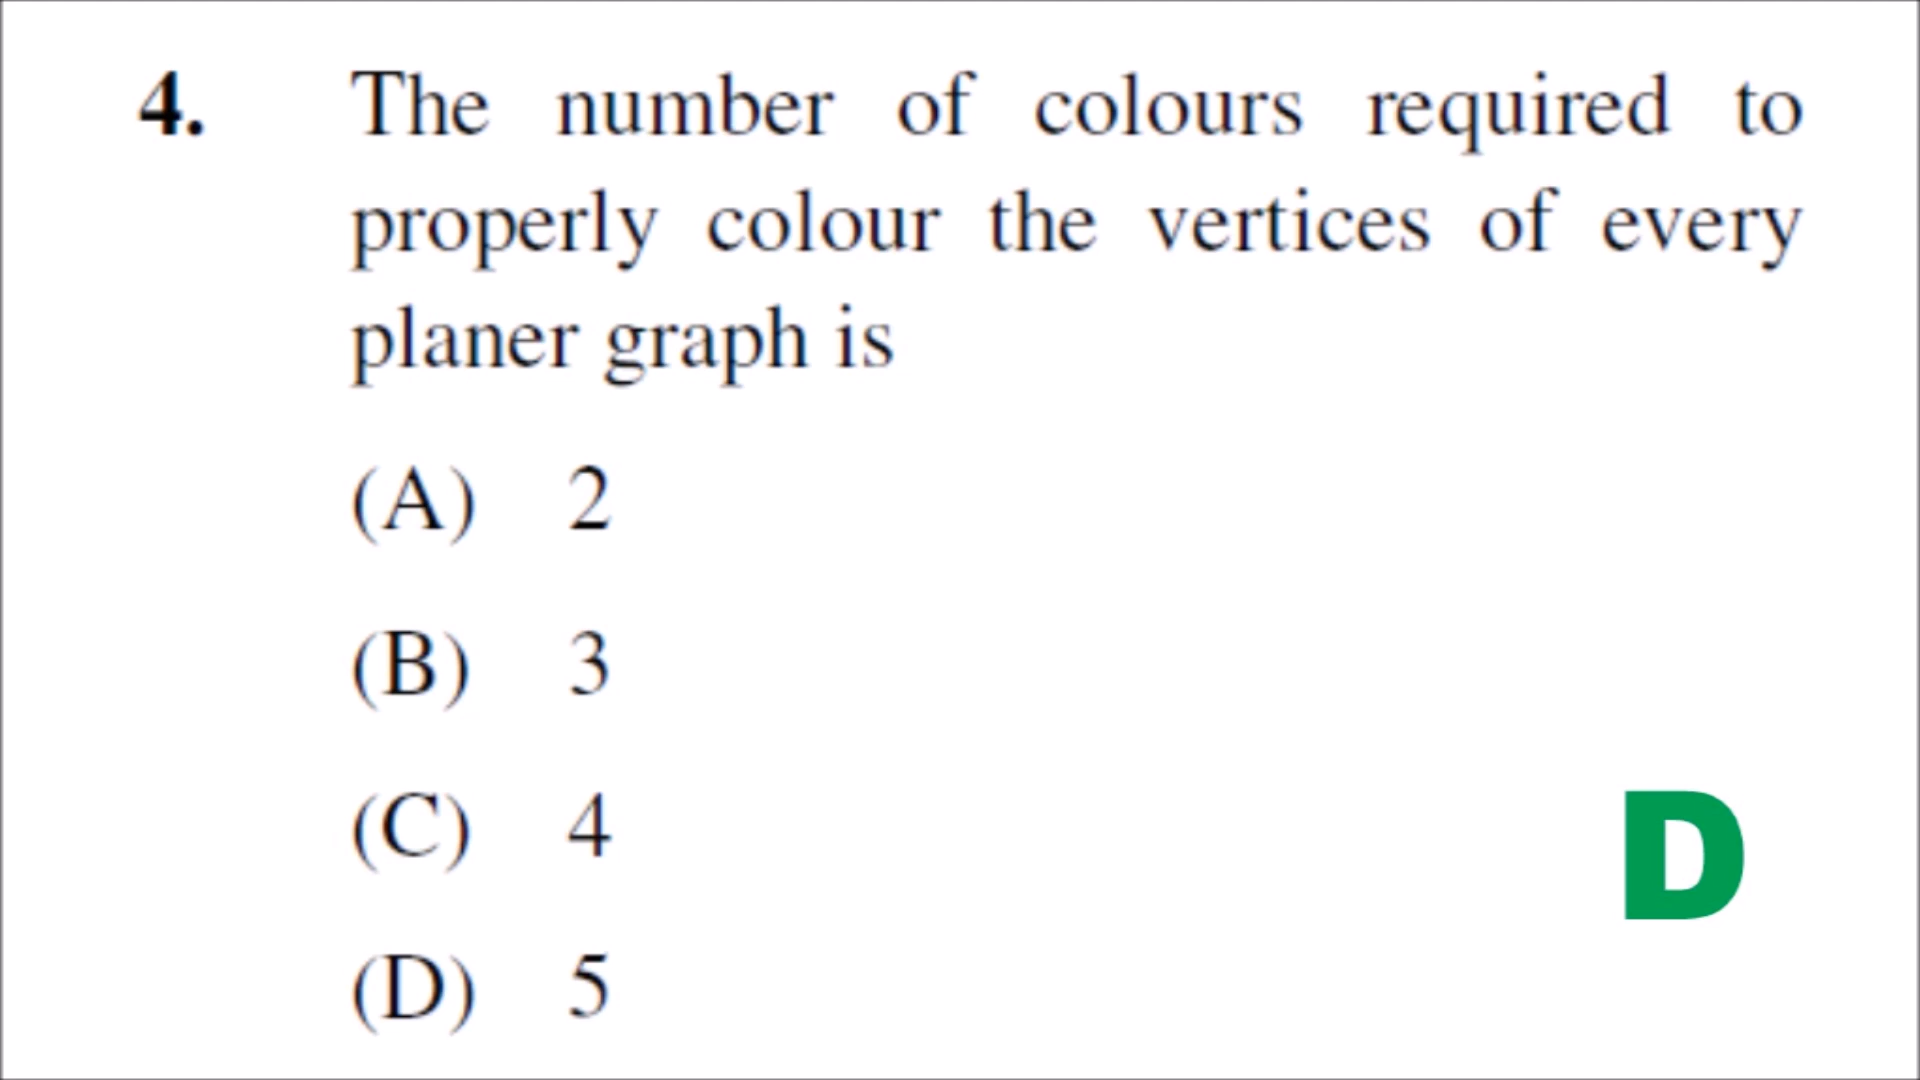 4. The number of colours required to
properly colour the vertices of every
planer graph is
(A) 2
(B) 3
(C) 4
(D) 5
D